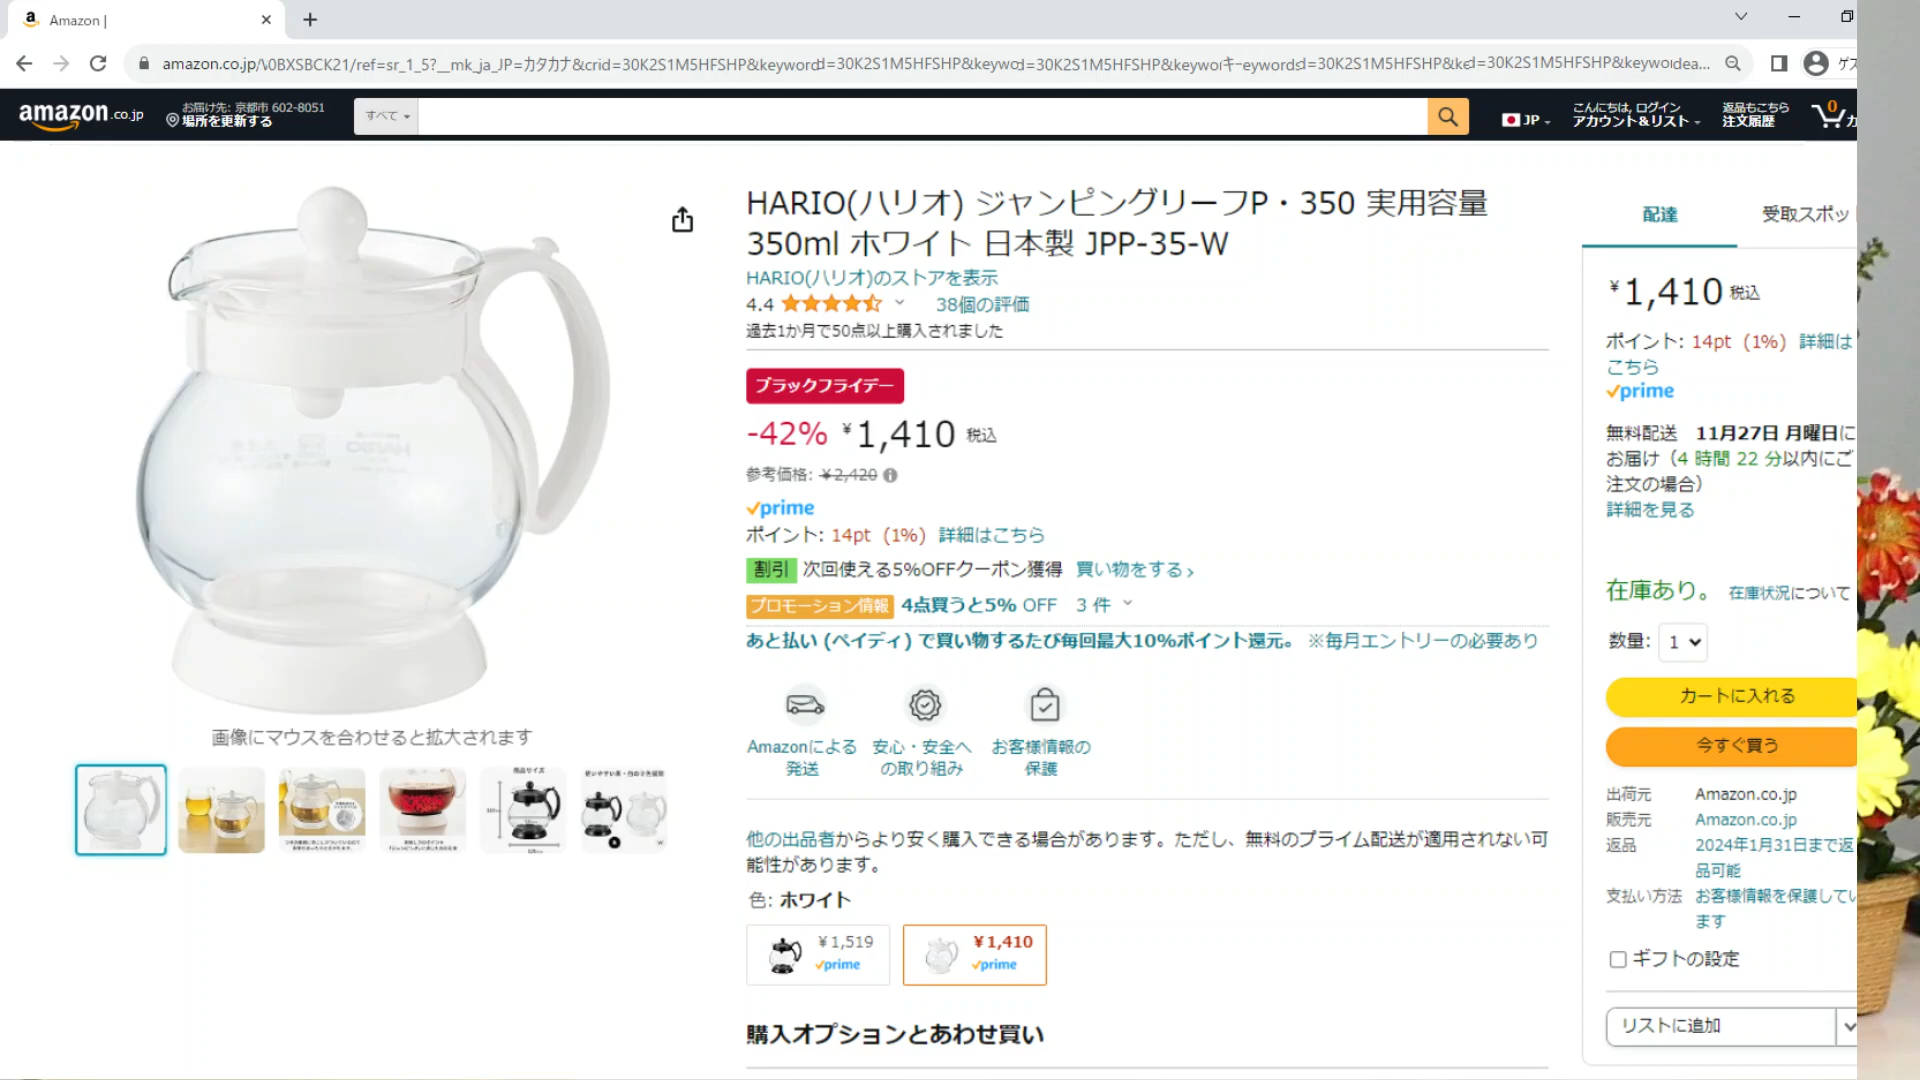 Amazon |
amazon.co.jp/\0BXSBCK21/ref=sr_1_5?__mk_ja_JP=カタカナ&crid=30K2S1M5HFSHP&keyword
amazon.co.jp
お届け先: 京都市 602-8051
場所を更新する
すべて
JP
こんにちは, ログイン
アカウント&リスト
返品もこちら
注文履歴
0
HARIO(ハリオ) ジャンピングリーフP・350 実用容量
350ml ホワイト 日本製 JPP-35-W
HARIO(ハリオ)のストアを表示
4.4 38個の評価
過去1か月で50点以上購入されました
ブラックフライデー
-42% ¥1,410 税込
参考価格: ¥2,420
prime
ポイント: 14pt (1%) 詳細はこちら
割引 次回使える5%OFFクーポン獲得 買い物をする ›
プロモーション情報 4点買うと5% OFF 3 件
あと払い (ペイディ) で買い物するたび毎回最大10%ポイント還元。 ※毎月エントリーの必要あり
Amazonによる
発送
安心・安全へ
の取り組み
お客様情報の
保護
他の出品者からより安く購入できる場合があります。ただし、無料のプライム配送が適用されない可
能性があります。
色: ホワイト
¥1,519
prime
¥1,410
prime
購入オプションとあわせ買い
画像にマウスを合わせると拡大されます
商品サイズ
HARIO
配達
受取スポッ
¥1,410 税込
ポイント: 14pt (1%) 詳細は
こちら
prime
無料配送 11月27日 月曜日に
お届け（4 時間 22 分以内にご
注文の場合）
詳細を見る
在庫あり。 在庫状況について
数量: 1
カートに入れる
今すぐ買う
出荷元 Amazon.co.jp
販売元 Amazon.co.jp
返品 2024年1月31日まで返
品可能
支払い方法 お客様情報を保護してい
ます
ギフトの設定
リストに追加